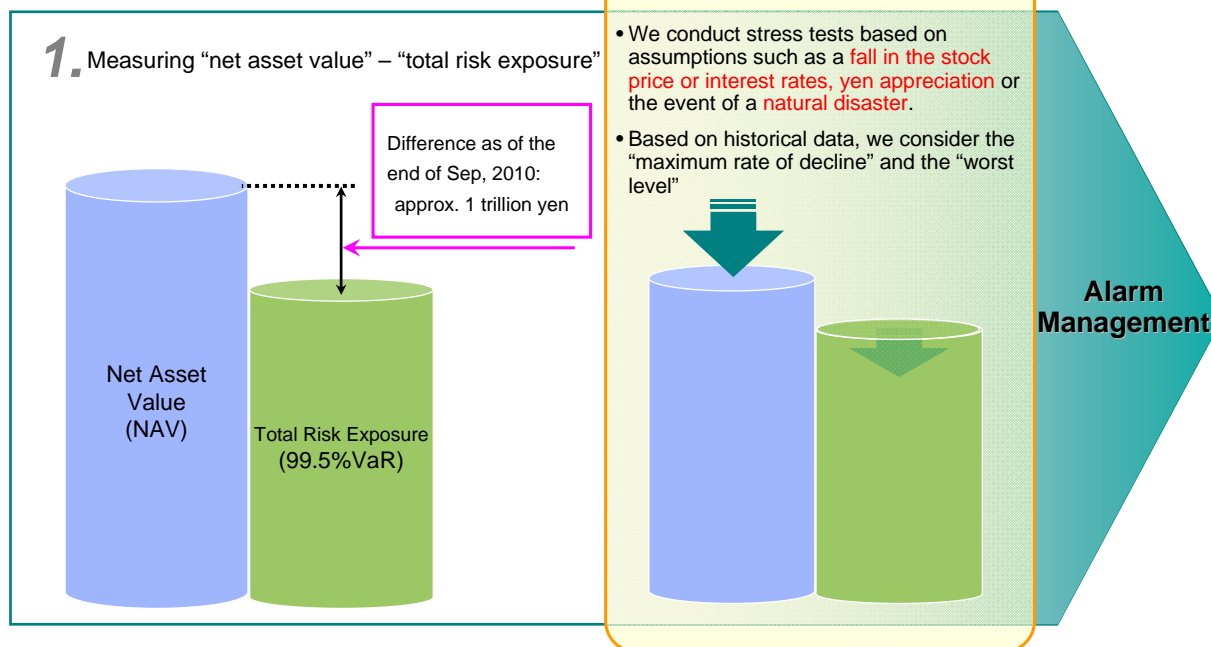 1. Measuring “net asset value” – “total risk exposure”
Difference as of the
end of Sep, 2010:
approx. 1 trillion yen
Net Asset
Value
(NAV)
Total Risk Exposure
(99.5%VaR)
• We conduct stress tests based on
assumptions such as a fall in the stock
price or interest rates, yen appreciation or
the event of a natural disaster.
• Based on historical data, we consider the
“maximum rate of decline” and the “worst
level”
Alarm
Management